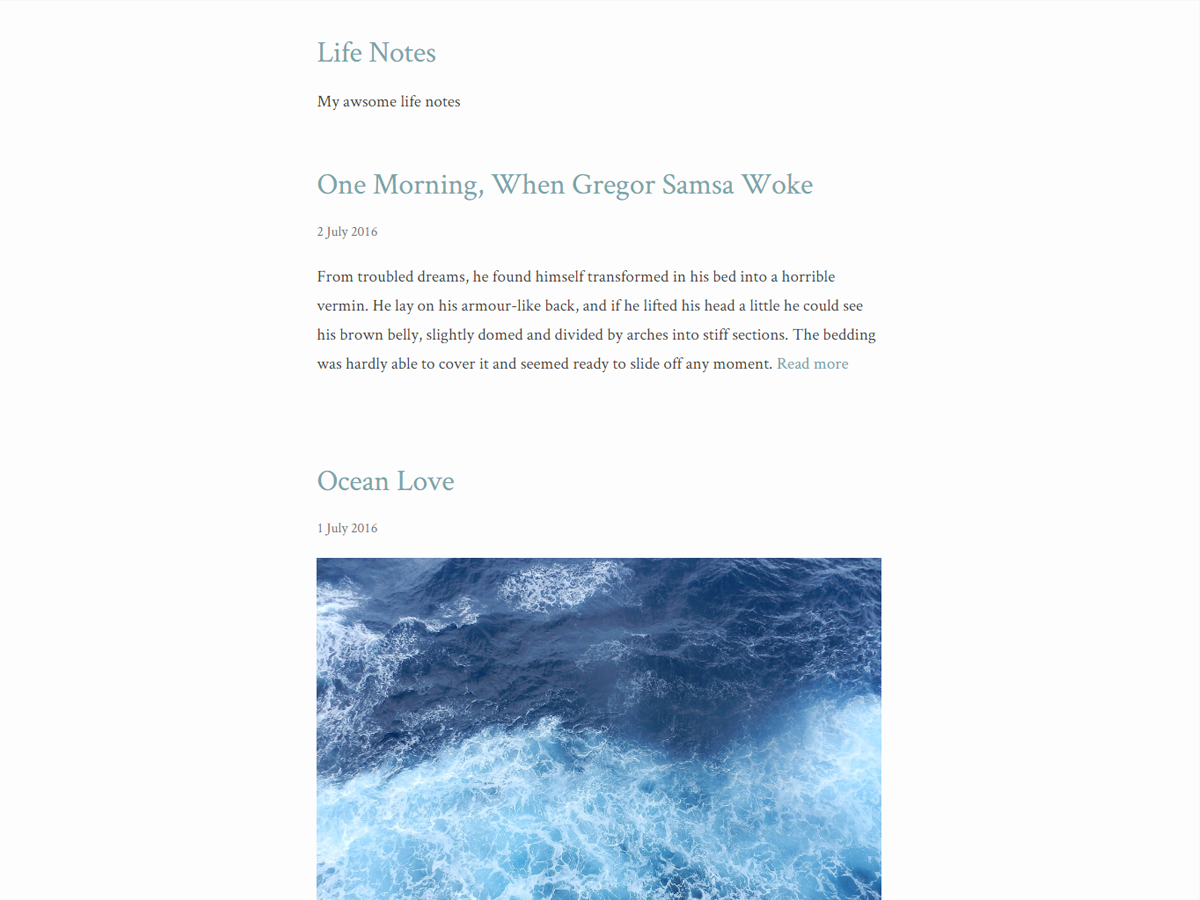 Life Notes
My awsome life notes
One Morning, When Gregor Samsa Woke
2 July 2016
From troubled dreams, he found himself transformed in his bed into a horrible
vermin. He lay on his armour-like back, and if he lifted his head a little he could see
his brown belly, slightly domed and divided by arches into stiff sections. The bedding
was hardly able to cover it and seemed ready to slide off any moment. Read more
Ocean Love
1 July 2016